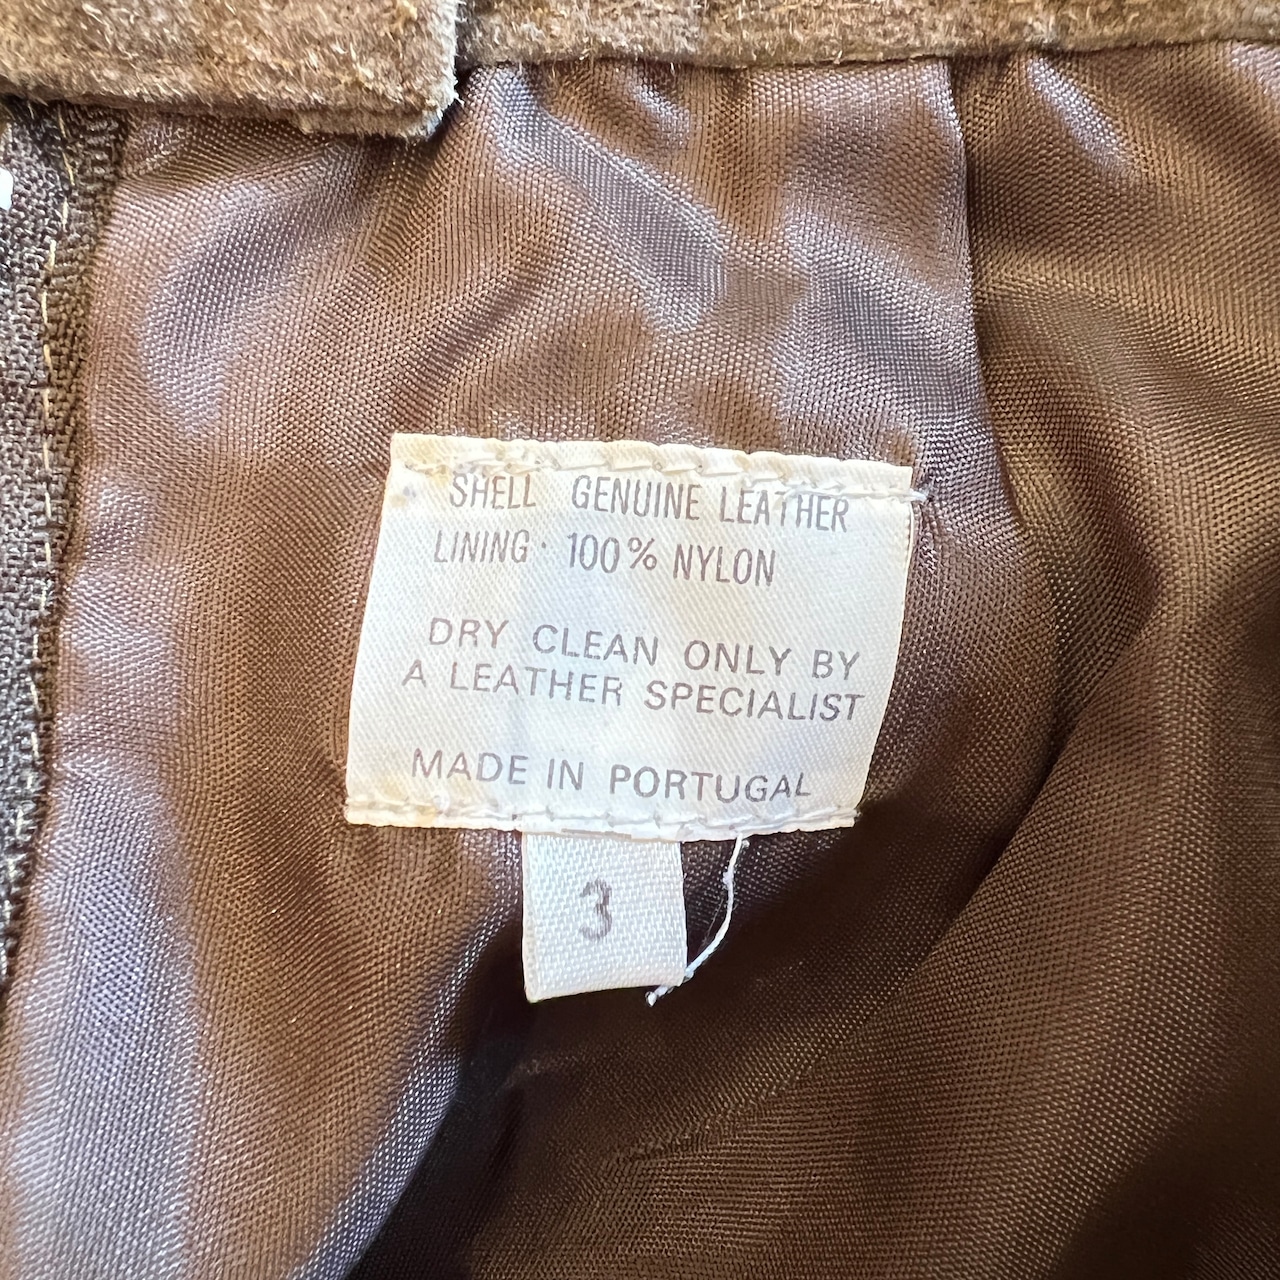 SHELL GENUINE LEATHER
LINING · 100% NYLON
DRY CLEAN ONLY BY
A LEATHER SPECIALIST
MADE IN PORTUGAL
3